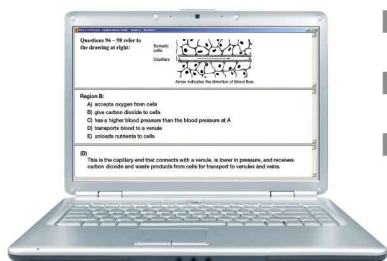 Questions 96 – 98 refer to
the drawing at right:
Somatic
cells
Capillary
Arrow indicates the direction of blood flow.
Region B:
A) accepts oxygen from cells
B) give carbon dioxide to cells
C) has a higher blood pressure than the blood pressure at A
D) transports blood to a venule
E) unloads nutrients to cells
(D)
This is the capillary end that connects with a venule, is lower in pressure, and receives
carbon dioxide and waste products from cells for transport to venules and veins.